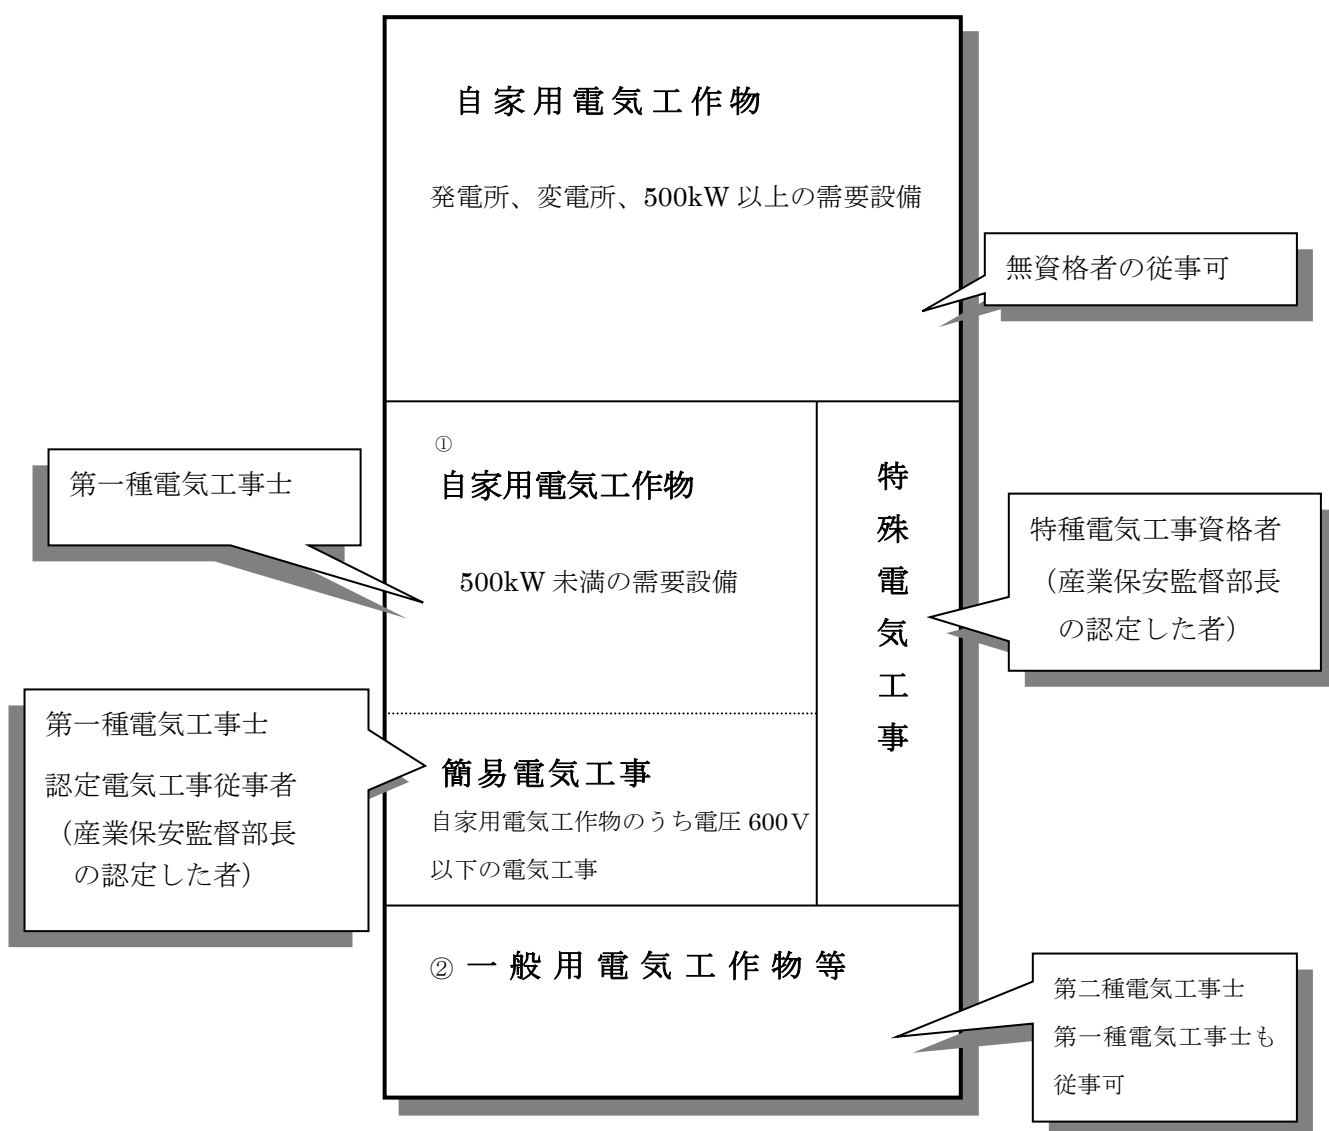 自家用電気工作物
発電所、変電所、500kW 以上の需要設備
無資格者の従事可
①
自家用電気工作物
500kW 未満の需要設備
第一種電気工事士
特殊電気工事
特種電気工事資格者
（産業保安監督部長
の認定した者）
第一種電気工事士
認定電気工事従事者
（産業保安監督部長
の認定した者）
簡易電気工事
自家用電気工作物のうち電圧 600V
以下の電気工事
② 一般用電気工作物等
第二種電気工事士
第一種電気工事士も
従事可